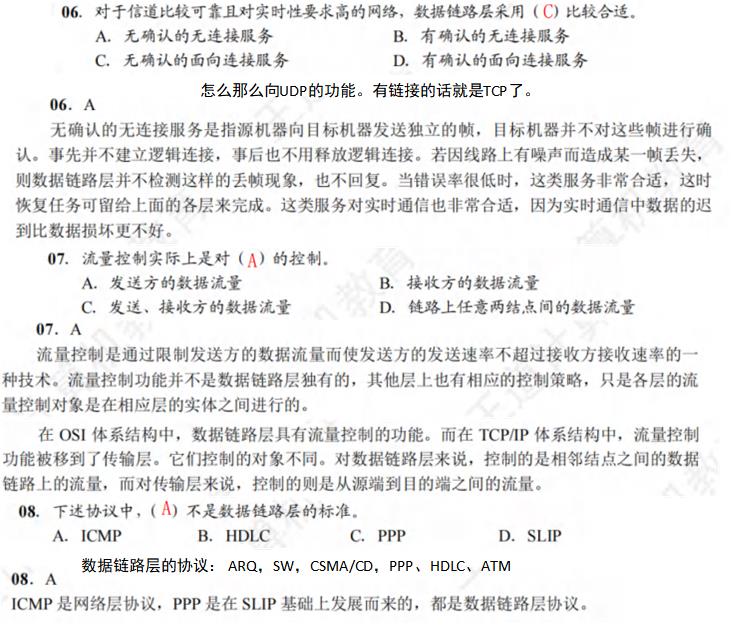 06. 对于信道比较可靠且对实时性要求高的网络，数据链路层采用（C）比较合适。
A. 无确认的无连接服务 B. 有确认的无连接服务
C. 无确认的面向连接服务 D. 有确认的面向连接服务
怎么那么向UDP的功能。有链接的话就是TCP了。
06. A
无确认的无连接服务是指源机器向目标机器发送独立的帧，目标机器并不对这些帧进行确
认。事先并不建立逻辑连接，事后也不用释放逻辑连接。若因线路上有噪声而造成某一帧丢失，
则数据链路层并不检测这样的丢帧现象，也不回复。当错误率很低时，这类服务非常合适，这时
恢复任务可留给上面的各层来完成。这类服务对实时通信也非常合适，因为实时通信中数据的迟
到比数据损坏更不好。
07. 流量控制实际上是对（A）的控制。
A. 发送方的数据流量 B. 接收方的数据流量
C. 发送、接收方的数据流量 D. 链路上任意两结点间的数据流量
07. A
流量控制是通过限制发送方的数据流量而使发送方的发送速率不超过接收方接收速率的一
种技术。流量控制功能并不是数据链路层独有的，其他层上也有相应的控制策略，只是各层的流
量控制对象是在相应层的实体之间进行的。
在 OSI 体系结构中，数据链路层具有流量控制的功能。而在 TCP/IP 体系结构中，流量控制
功能被移到了传输层。它们控制的对象不同。对数据链路层来说，控制的是相邻结点之间的数据
链路上的流量，而对传输层来说，控制的则是从源端到目的端之间的流量。
08. 下述协议中，（A）不是数据链路层的标准。
A. ICMP B. HDLC C. PPP D. SLIP
数据链路层的协议： ARQ，SW，CSMA/CD，PPP、HDLC、ATM
08. A
ICMP 是网络层协议，PPP 是在 SLIP 基础上发展而来的，都是数据链路层协议。